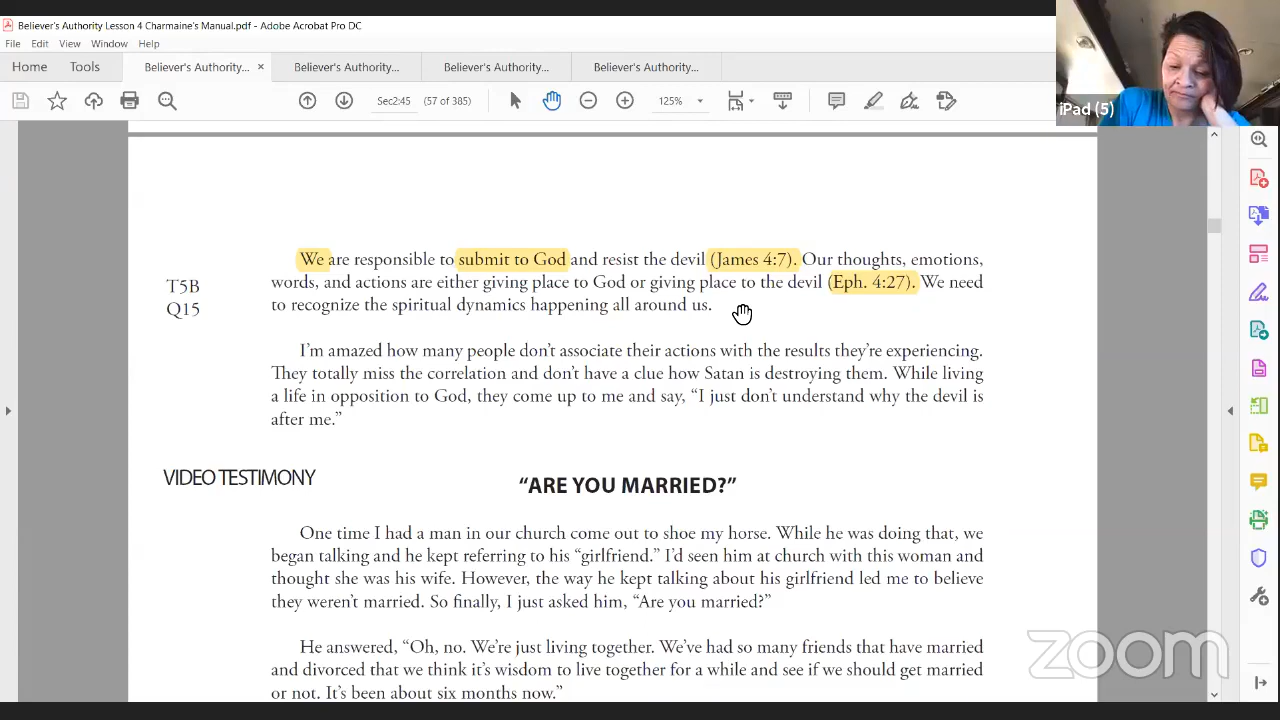 Believer's Authority Lesson 4 Charmaine's Manual.pdf - Adobe Acrobat Pro DC
File Edit View Window Help
Home Tools Believer's Authority... × Believer's Authority... Believer's Authority... Believer's Authority...
Sec2:45 (57 of 385) 125%
iPad (5)
We are responsible to submit to God and resist the devil (James 4:7). Our thoughts, emotions,
T5B words, and actions are either giving place to God or giving place to the devil (Eph. 4:27). We need
Q15 to recognize the spiritual dynamics happening all around us.
I'm amazed how many people don't associate their actions with the results they're experiencing.
They totally miss the correlation and don't have a clue how Satan is destroying them. While living
a life in opposition to God, they come up to me and say, “I just don't understand why the devil is
after me.”
VIDEO TESTIMONY
“ARE YOU MARRIED?”
One time I had a man in our church come out to shoe my horse. While he was doing that, we
began talking and he kept referring to his “girlfriend.” I'd seen him at church with this woman and
thought she was his wife. However, the way he kept talking about his girlfriend led me to believe
they weren't married. So finally, I just asked him, “Are you married?”
He answered, “Oh, no. We're just living together. We've had so many friends that have married
and divorced that we think it's wisdom to live together for a while and see if we should get married
or not. It's been about six months now.”
zoom